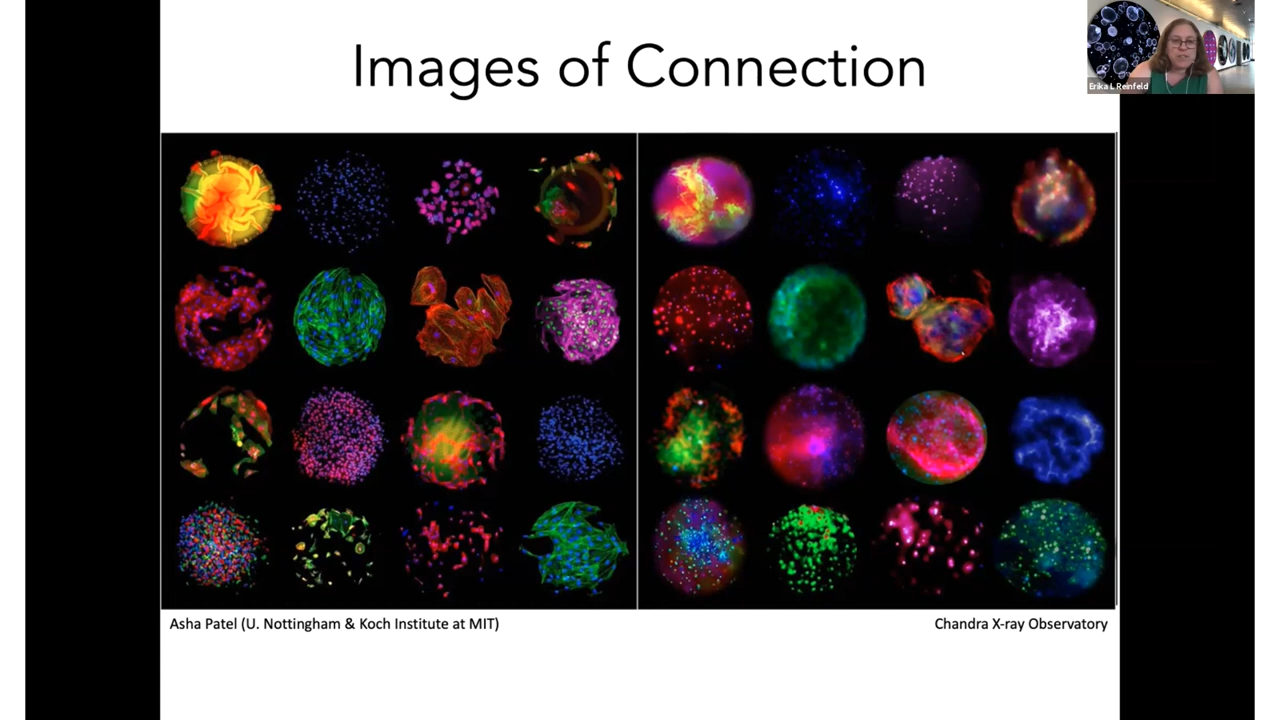 Images of Connection
Erika L Reinfeld
Asha Patel (U. Nottingham & Koch Institute at MIT)
Chandra X-ray Observatory